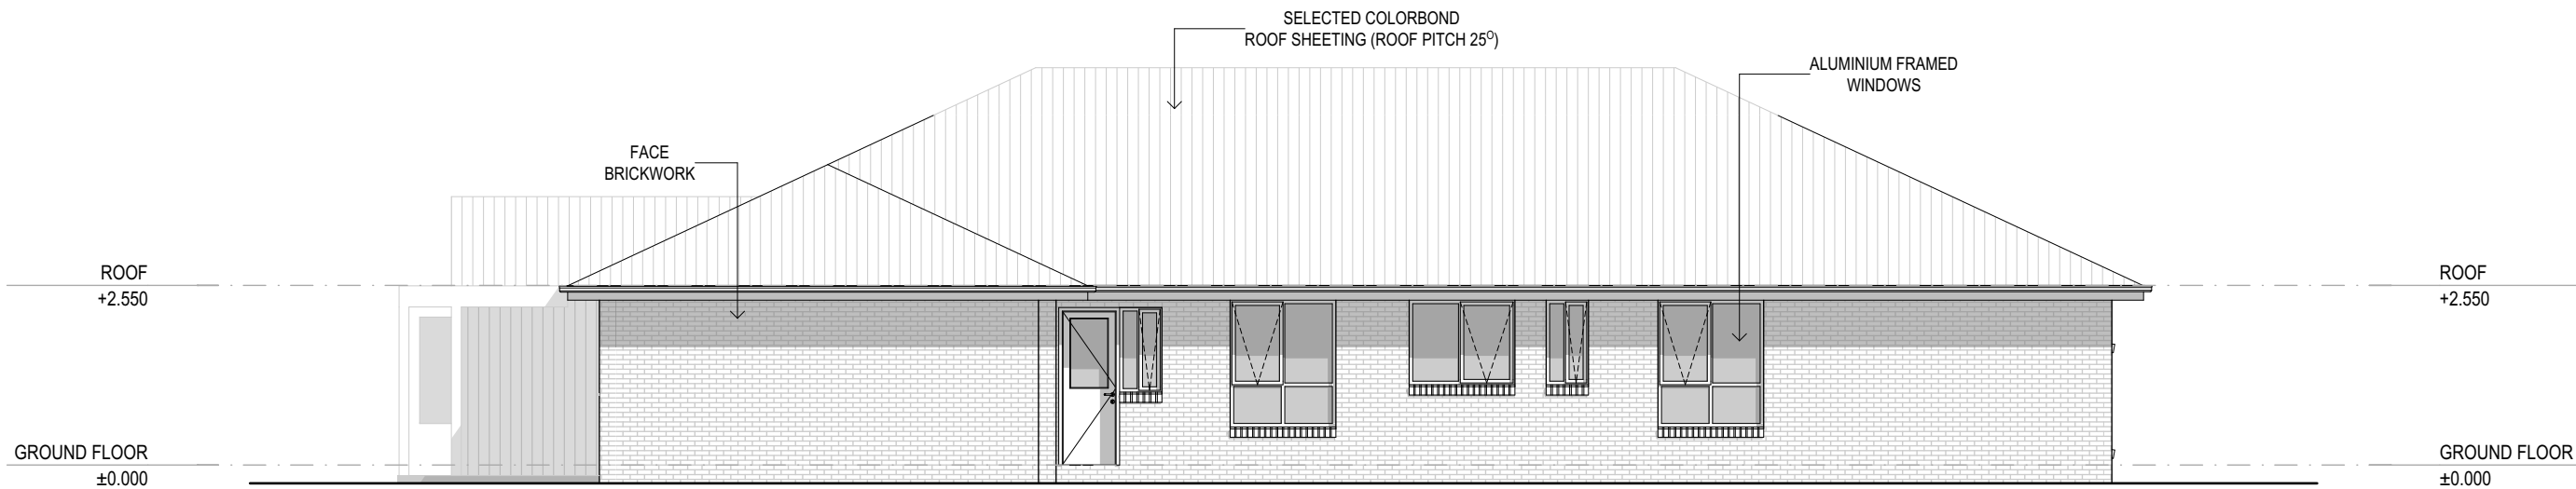 SELECTED COLORBOND
ROOF SHEETING (ROOF PITCH 25⁰)
ALUMINIUM FRAMED
WINDOWS
FACE
BRICKWORK
ROOF
+2.550
ROOF
+2.550
GROUND FLOOR
±0.000
GROUND FLOOR
±0.000